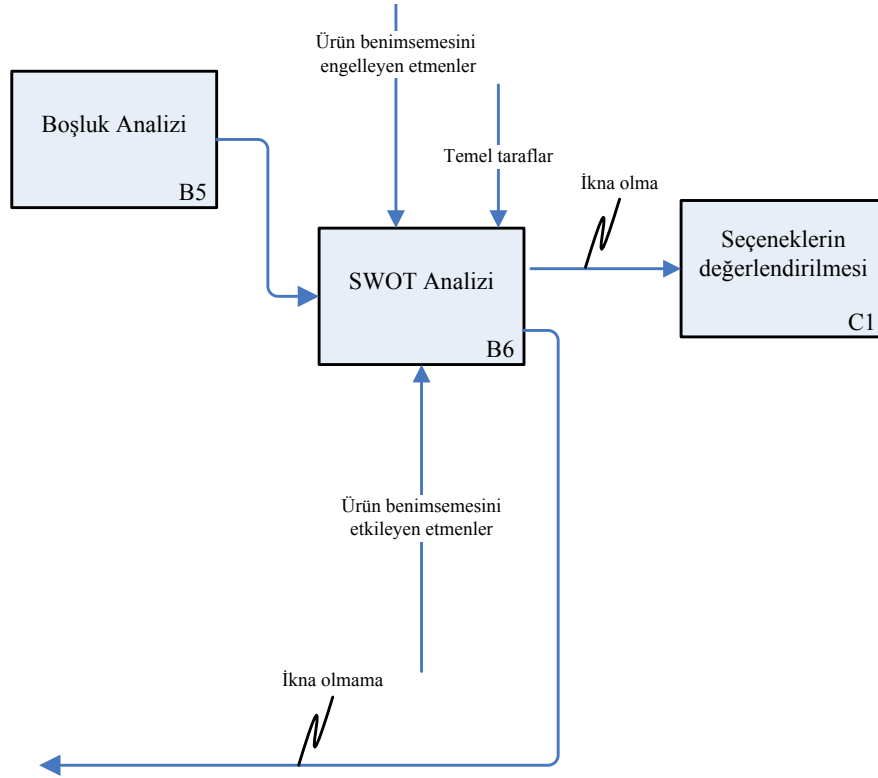 Ürün benimsemesini
engelleyen etmenler
Boşluk Analizi
B5
Temel taraflar
İkna olma
Seçeneklerin
değerlendirilmesi
C1
SWOT Analizi
B6
Ürün benimsemesini
etkileyen etmenler
İkna olmama